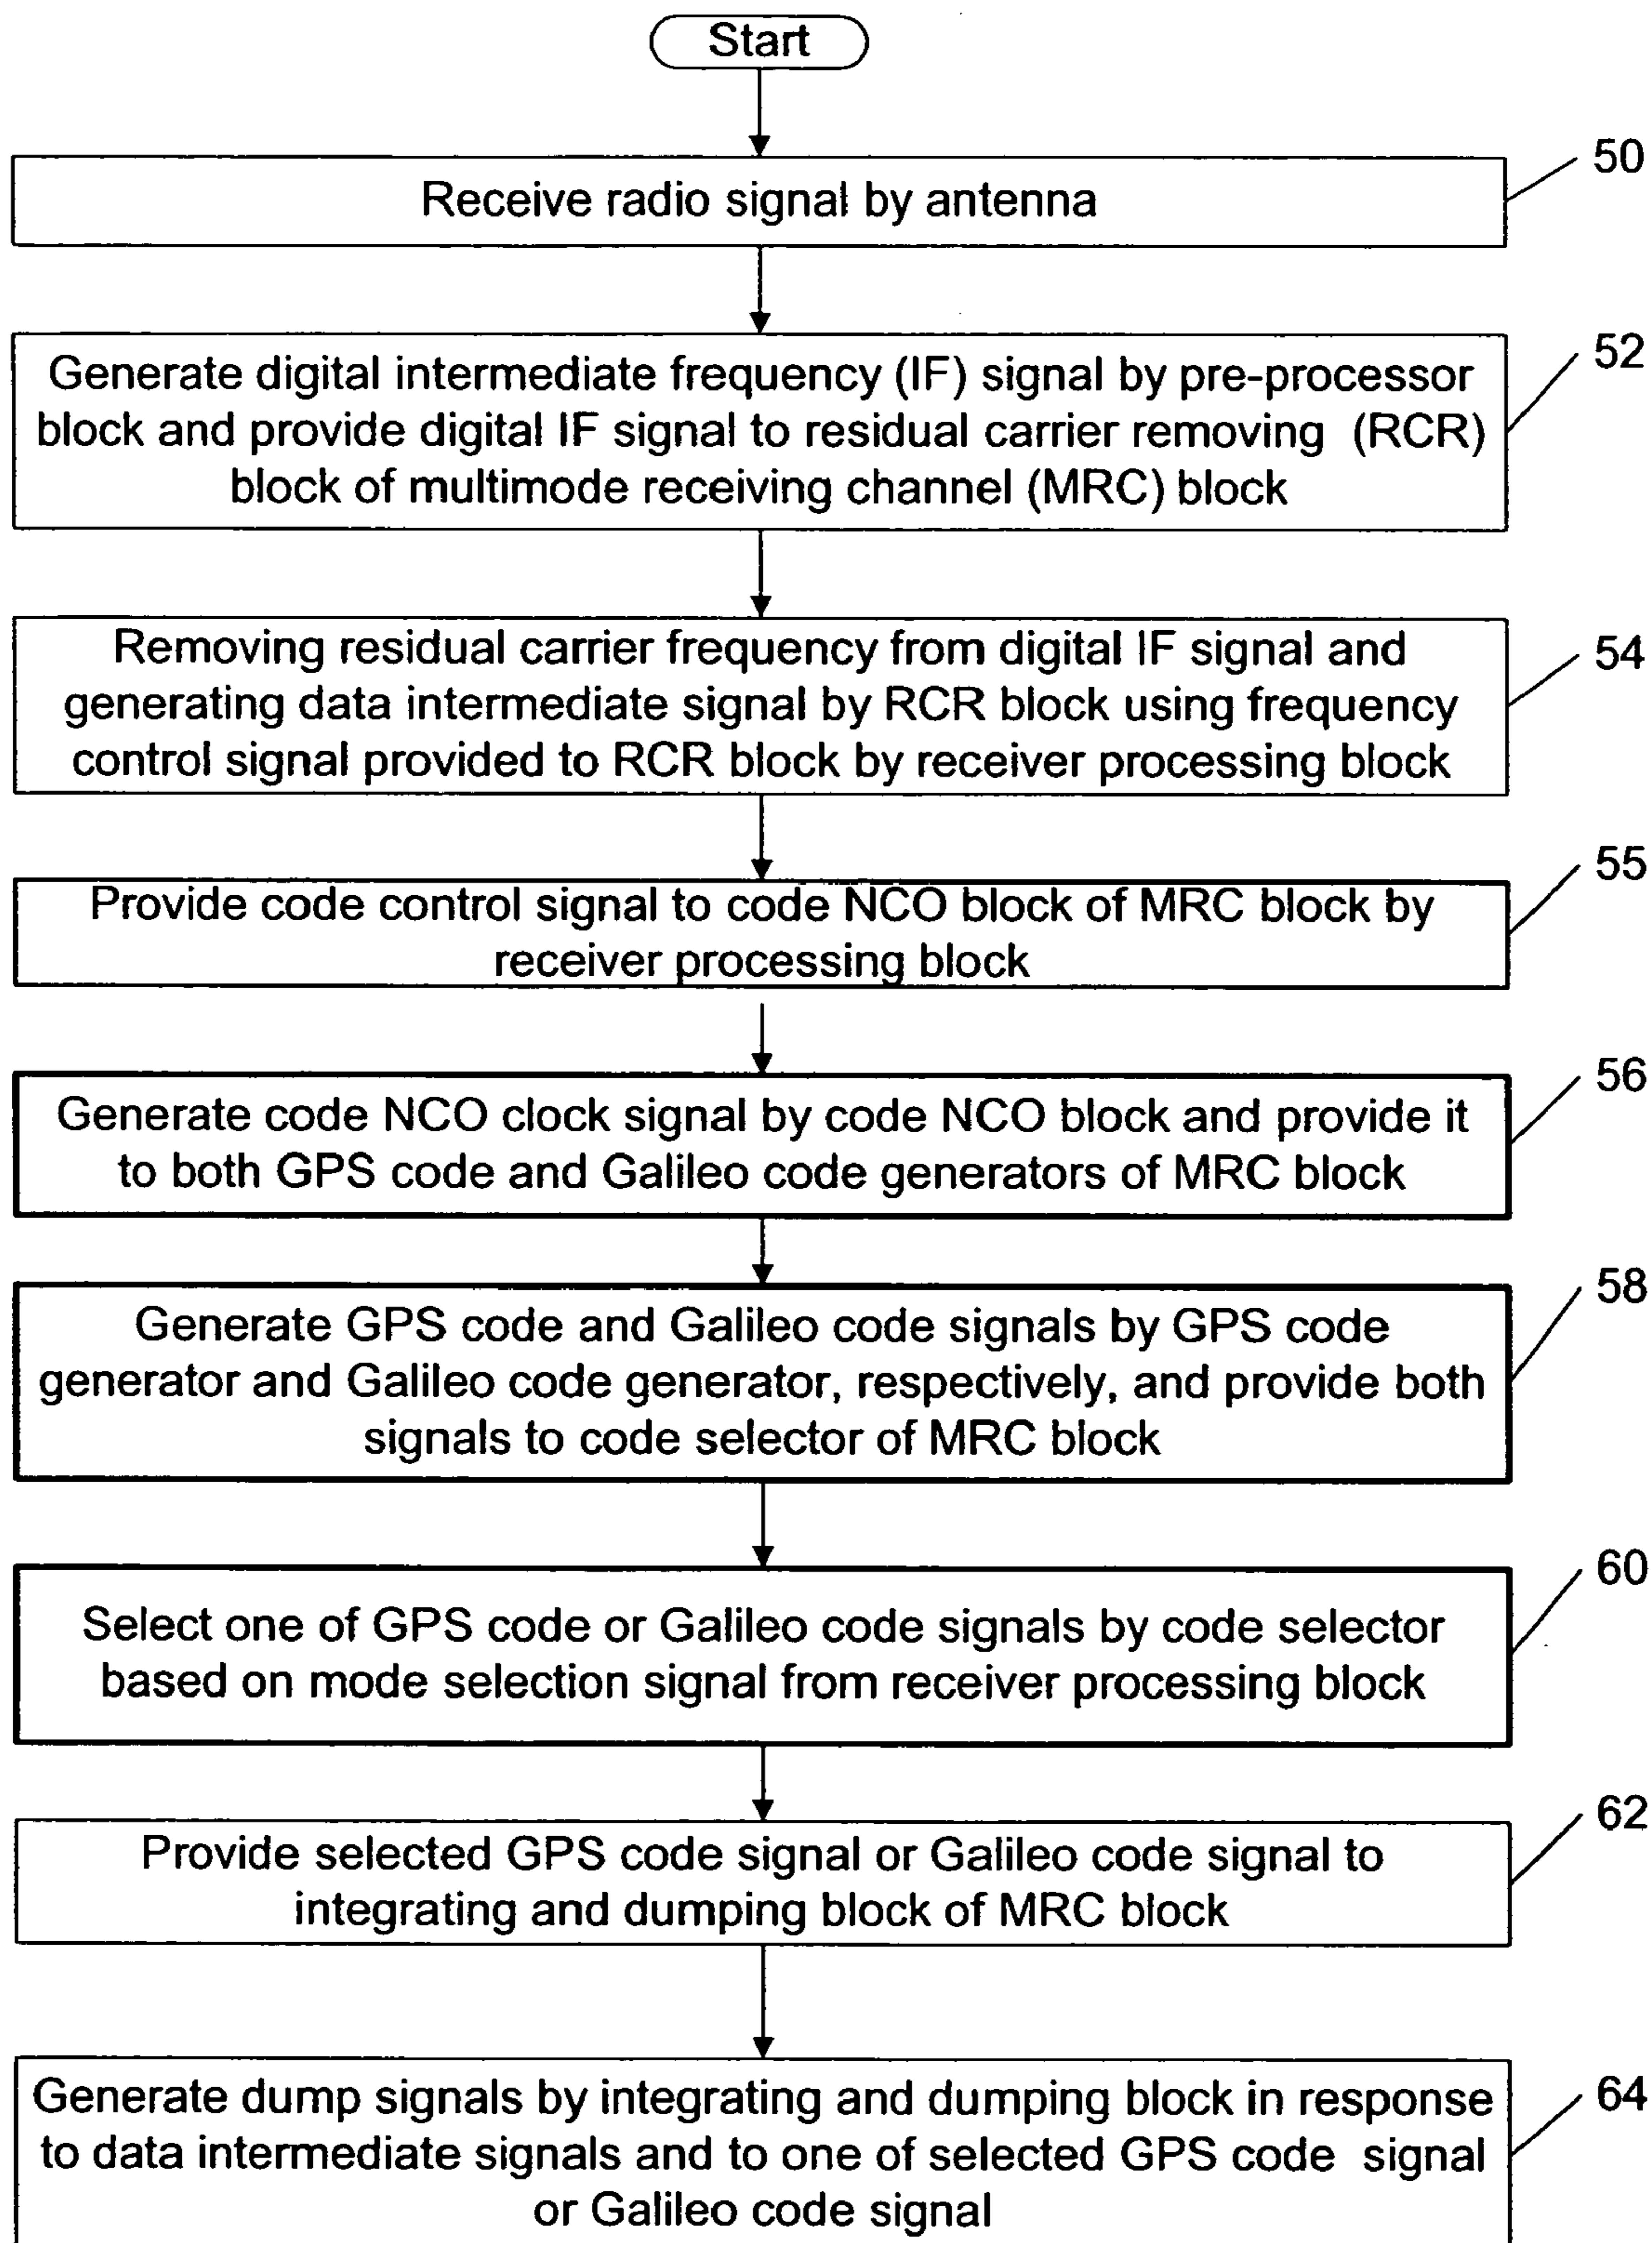 Start
50
Receive radio signal by antenna
52
Generate digital intermediate frequency (IF) signal by pre-processor
block and provide digital IF signal to residual carrier removing (RCR)
block of multimode receiving channel (MRC) block
54
Removing residual carrier frequency from digital IF signal and
generating data intermediate signal by RCR block using frequency
control signal provided to RCR block by receiver processing block
55
Provide code control signal to code NCO block of MRC block by
receiver processing block
56
Generate code NCO clock signal by code NCO block and provide it
to both GPS code and Galileo code generators of MRC block
58
Generate GPS code and Galileo code signals by GPS code
generator and Galileo code generator, respectively, and provide both
signals to code selector of MRC block
60
Select one of GPS code or Galileo code signals by code selector
based on mode selection signal from receiver processing block
62
Provide selected GPS code signal or Galileo code signal to
integrating and dumping block of MRC block
64
Generate dump signals by integrating and dumping block in response
to data intermediate signals and to one of selected GPS code signal
or Galileo code signal